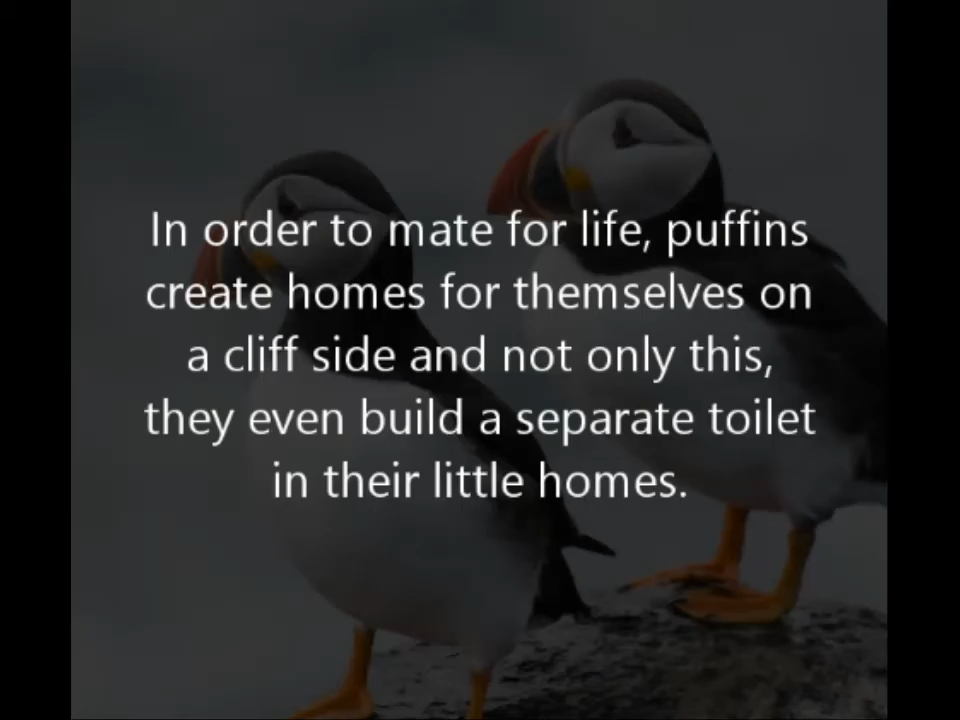 In order to mate for life, puffins
create homes for themselves on
a cliff side and not only this,
they even build a separate toilet
in their little homes.